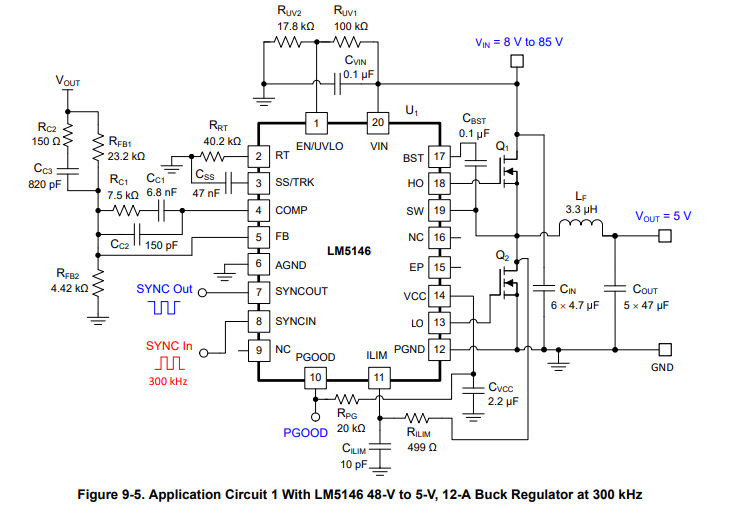 RUV2
17.8 kΩ
RUV1
100 kΩ
VIN = 8 V to 85 V
CVIN
0.1 µF
VOUT
U1
RC2
150 Ω
RFB1
23.2 kΩ
RRT
40.2 kΩ
1
EN/UVLO
20
VIN
CBST
0.1 µF
Q1
2
RT
BST
17
CC3
820 pF
RC1
7.5 kΩ
CC1
6.8 nF
CSS
47 nF
3
SS/TRK
HO
18
LF
3.3 µH
4
COMP
SW
19
VOUT = 5 V
CC2
150 pF
5
FB
NC
16
LM5146
Q2
RFB2
4.42 kΩ
6
AGND
EP
15
SYNC Out
7
SYNCOUT
VCC
14
CIN
6 × 4.7 µF
COUT
5 × 47 µF
8
SYNCIN
LO
13
SYNC In
300 kHz
9
NC
PGOOD
ILIM
PGND
12
GND
10
11
CVCC
2.2 µF
PGOOD
RPG
20 kΩ
RILIM
499 Ω
CILIM
10 pF
Figure 9-5. Application Circuit 1 With LM5146 48-V to 5-V, 12-A Buck Regulator at 300 kHz